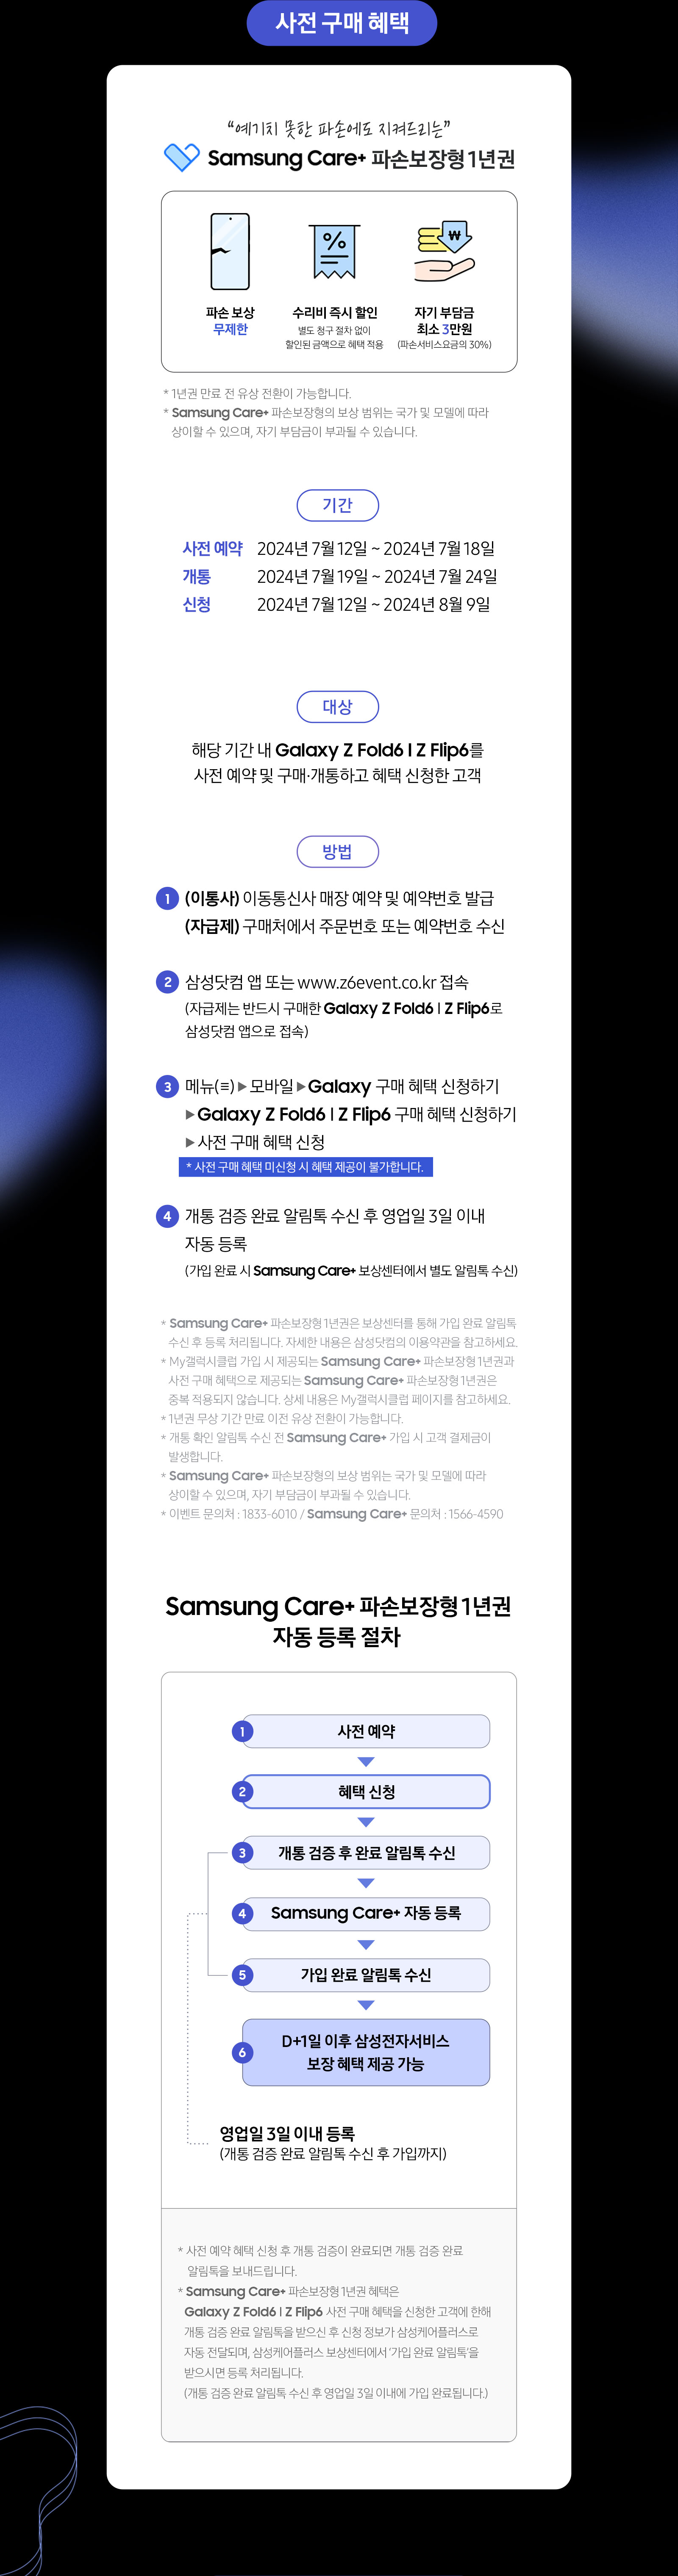 사전 구매 혜택
“예기치 못한 파손에도 지켜드리는”
Samsung Care+ 파손보장형 1년권
%
₩
파손 보상
무제한
수리비 즉시 할인
별도 청구 절차 없이
할인된 금액으로 혜택 적용
자기 부담금
최소 3만원
(파손서비스요금의 30%)
* 1년권 만료 전 유상 전환이 가능합니다.
* Samsung Care+ 파손보장형의 보상 범위는 국가 및 모델에 따라
상이할 수 있으며, 자기 부담금이 부과될 수 있습니다.
기간
사전 예약 2024년 7월 12일 ~ 2024년 7월 18일
개통 2024년 7월 19일 ~ 2024년 7월 24일
신청 2024년 7월 12일 ~ 2024년 8월 9일
대상
해당 기간 내 Galaxy Z Fold6 | Z Flip6를
사전 예약 및 구매·개통하고 혜택 신청한 고객
방법
1 (이통사) 이동통신사 매장 예약 및 예약번호 발급
(자급제) 구매처에서 주문번호 또는 예약번호 수신
2 삼성닷컴 앱 또는 www.z6event.co.kr 접속
(자급제는 반드시 구매한 Galaxy Z Fold6 | Z Flip6로
삼성닷컴 앱으로 접속)
3 메뉴(≡) ▶ 모바일 ▶ Galaxy 구매 혜택 신청하기
▶ Galaxy Z Fold6 | Z Flip6 구매 혜택 신청하기
▶ 사전 구매 혜택 신청
* 사전 구매 혜택 미신청 시 혜택 제공이 불가합니다.
4 개통 검증 완료 알림톡 수신 후 영업일 3일 이내
자동 등록
(가입 완료 시 Samsung Care+ 보상센터에서 별도 알림톡 수신)
* Samsung Care+ 파손보장형 1년권은 보상센터를 통해 가입 완료 알림톡
수신 후 등록 처리됩니다. 자세한 내용은 삼성닷컴의 이용약관을 참고하세요.
* My갤럭시클럽 가입 시 제공되는 Samsung Care+ 파손보장형 1년권과
사전 구매 혜택으로 제공되는 Samsung Care+ 파손보장형 1년권은
중복 적용되지 않습니다. 상세 내용은 My갤럭시클럽 페이지를 참고하세요.
* 1년권 무상 기간 만료 이전 유상 전환이 가능합니다.
* 개통 확인 알림톡 수신 전 Samsung Care+ 가입 시 고객 결제금이
발생합니다.
* Samsung Care+ 파손보장형의 보상 범위는 국가 및 모델에 따라
상이할 수 있으며, 자기 부담금이 부과될 수 있습니다.
* 이벤트 문의처 : 1833-6010 / Samsung Care+ 문의처 : 1566-4590
Samsung Care+ 파손보장형 1년권
자동 등록 절차
1 사전 예약
2 혜택 신청
3 개통 검증 후 완료 알림톡 수신
4 Samsung Care+ 자동 등록
5 가입 완료 알림톡 수신
6 D+1일 이후 삼성전자서비스
보장 혜택 제공 가능
영업일 3일 이내 등록
(개통 검증 완료 알림톡 수신 후 가입까지)
* 사전 예약 혜택 신청 후 개통 검증이 완료되면 개통 검증 완료
알림톡을 보내드립니다.
* Samsung Care+ 파손보장형 1년권 혜택은
Galaxy Z Fold6 | Z Flip6 사전 구매 혜택을 신청한 고객에 한해
개통 검증 완료 알림톡을 받으신 후 신청 정보가 삼성케어플러스로
자동 전달되며, 삼성케어플러스 보상센터에서 ‘가입 완료 알림톡’을
받으시면 등록 처리됩니다.
(개통 검증 완료 알림톡 수신 후 영업일 3일 이내에 가입 완료됩니다.)